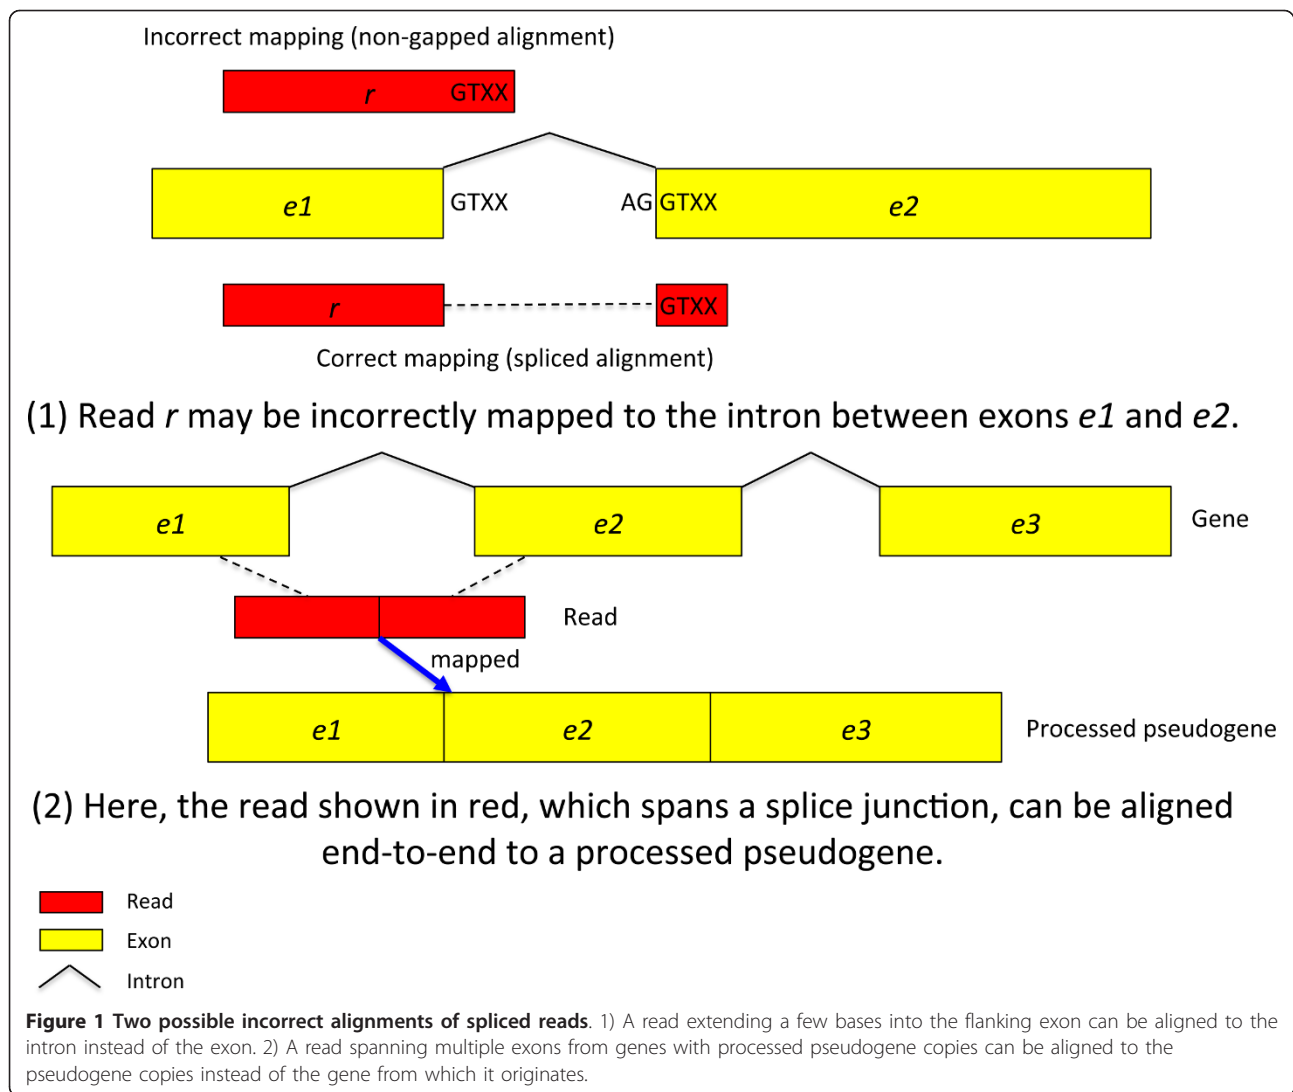 Incorrect mapping (non-gapped alignment)
r GTXX
e1 GTXX AG GTXX e2
r GTXX
Correct mapping (spliced alignment)
(1) Read r may be incorrectly mapped to the intron between exons e1 and e2.
e1 e2 e3 Gene
Read
mapped
e1 e2 e3 Processed pseudogene
(2) Here, the read shown in red, which spans a splice junction, can be aligned
end-to-end to a processed pseudogene.
Read
Exon
Intron
Figure 1 Two possible incorrect alignments of spliced reads. 1) A read extending a few bases into the flanking exon can be aligned to the
intron instead of the exon. 2) A read spanning multiple exons from genes with processed pseudogene copies can be aligned to the
pseudogene copies instead of the gene from which it originates.